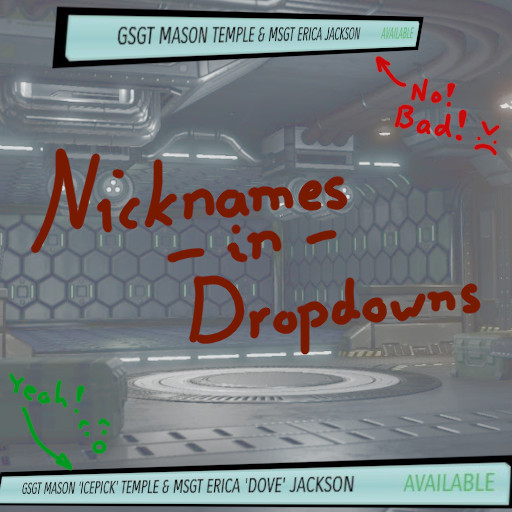 GSGT MASON TEMPLE & MSGT ERICA JACKSON AVAILABLE
No!
Bad!
Nicknames
- in -
Dropdowns
Yeah!
GSGT MASON 'ICEPICK' TEMPLE & MSGT ERICA 'DOVE' JACKSON AVAILABLE